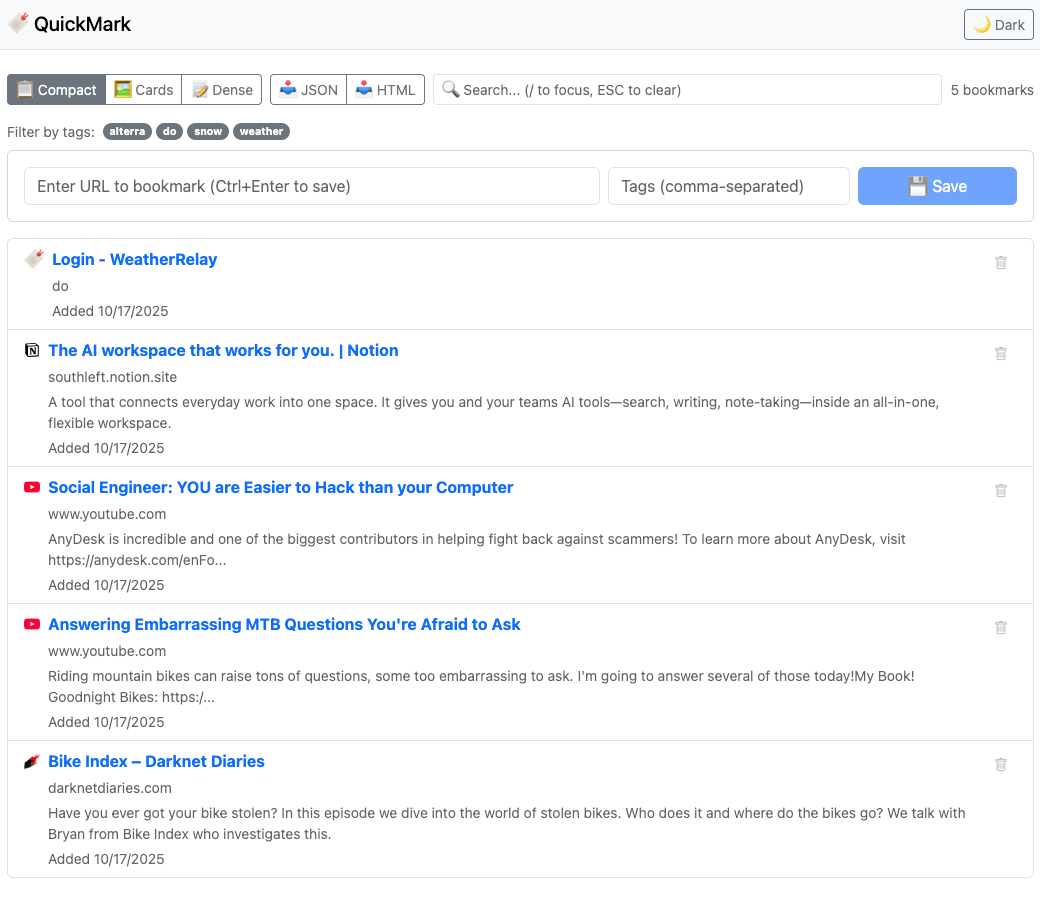 QuickMark
Dark
Compact
Cards
Dense
JSON
HTML
Search... (/ to focus, ESC to clear)
5 bookmarks
Filter by tags: alterra do snow weather
Enter URL to bookmark (Ctrl+Enter to save)
Tags (comma-separated)
Save
Login - WeatherRelay
do
Added 10/17/2025
The AI workspace that works for you. | Notion
southleft.notion.site
A tool that connects everyday work into one space. It gives you and your teams AI tools—search, writing, note-taking—inside an all-in-one,
flexible workspace.
Added 10/17/2025
Social Engineer: YOU are Easier to Hack than your Computer
www.youtube.com
AnyDesk is incredible and one of the biggest contributors in helping fight back against scammers! To learn more about AnyDesk, visit
https://anydesk.com/enFo...
Added 10/17/2025
Answering Embarrassing MTB Questions You're Afraid to Ask
www.youtube.com
Riding mountain bikes can raise tons of questions, some too embarrassing to ask. I'm going to answer several of those today!My Book!
Goodnight Bikes: https:/...
Added 10/17/2025
Bike Index – Darknet Diaries
darknetdiaries.com
Have you ever got your bike stolen? In this episode we dive into the world of stolen bikes. Who does it and where do the bikes go? We talk with
Bryan from Bike Index who investigates this.
Added 10/17/2025